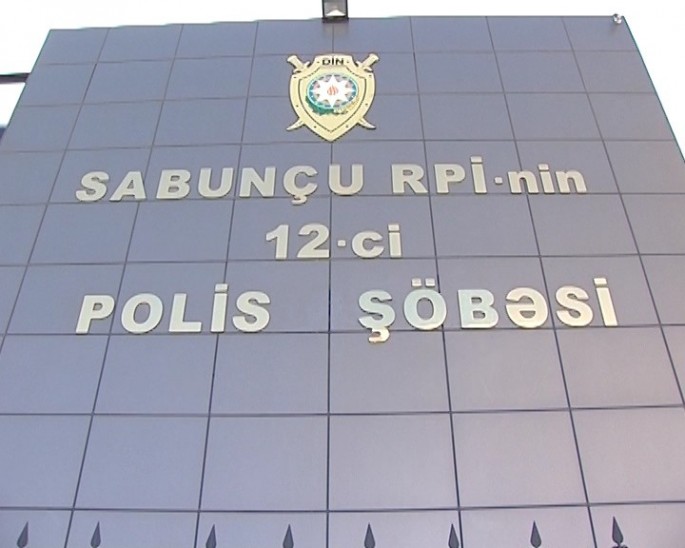 DİN
SABUNÇU RPİ-nin
12-ci
POLİS ŞÖBƏSİ